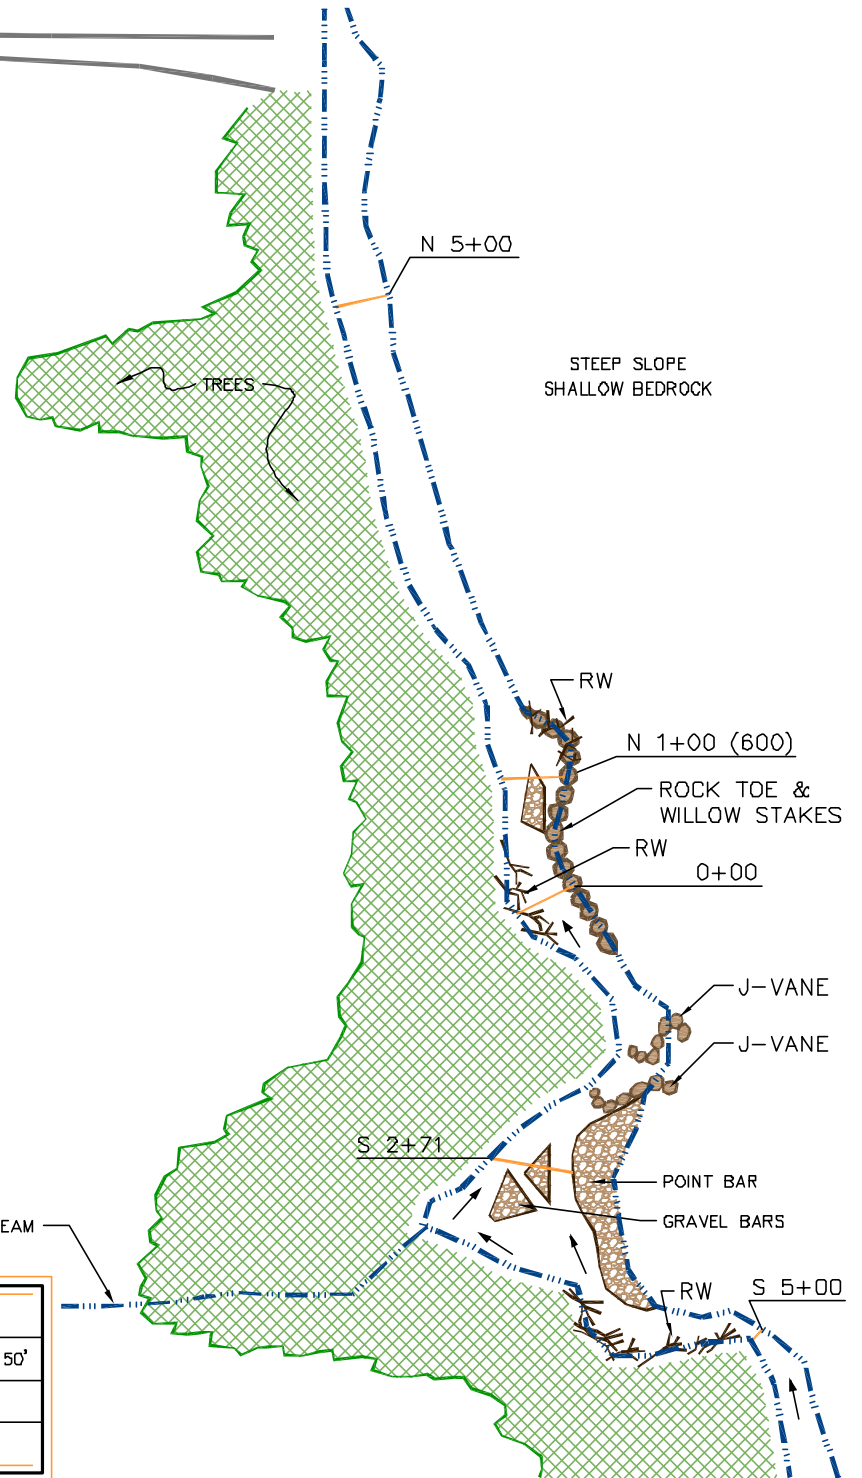 N 5+00
STEEP SLOPE
SHALLOW BEDROCK
TREES
RW
N 1+00 (600)
ROCK TOE &
WILLOW STAKES
RW
0+00
J-VANE
J-VANE
S 2+71
POINT BAR
EAM
GRAVEL BARS
RW
S 5+00
50'